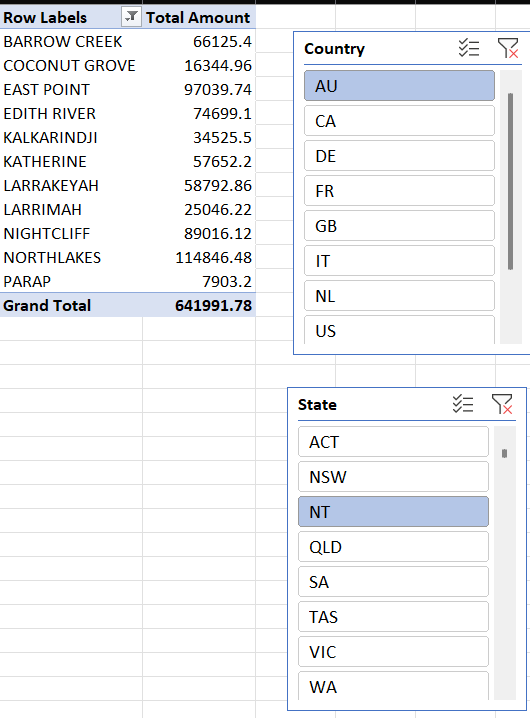 Row Labels Total Amount
BARROW CREEK 66125.4
COCONUT GROVE 16344.96
EAST POINT 97039.74
EDITH RIVER 74699.1
KALKARINDJI 34525.5
KATHERINE 57652.2
LARRAKEYAH 58792.86
LARRIMAH 25046.22
NIGHTCLIFF 89016.12
NORTHLAKES 114846.48
PARAP 7903.2
Grand Total 641991.78
Country
AU
CA
DE
FR
GB
IT
NL
US
State
ACT
NSW
NT
QLD
SA
TAS
VIC
WA